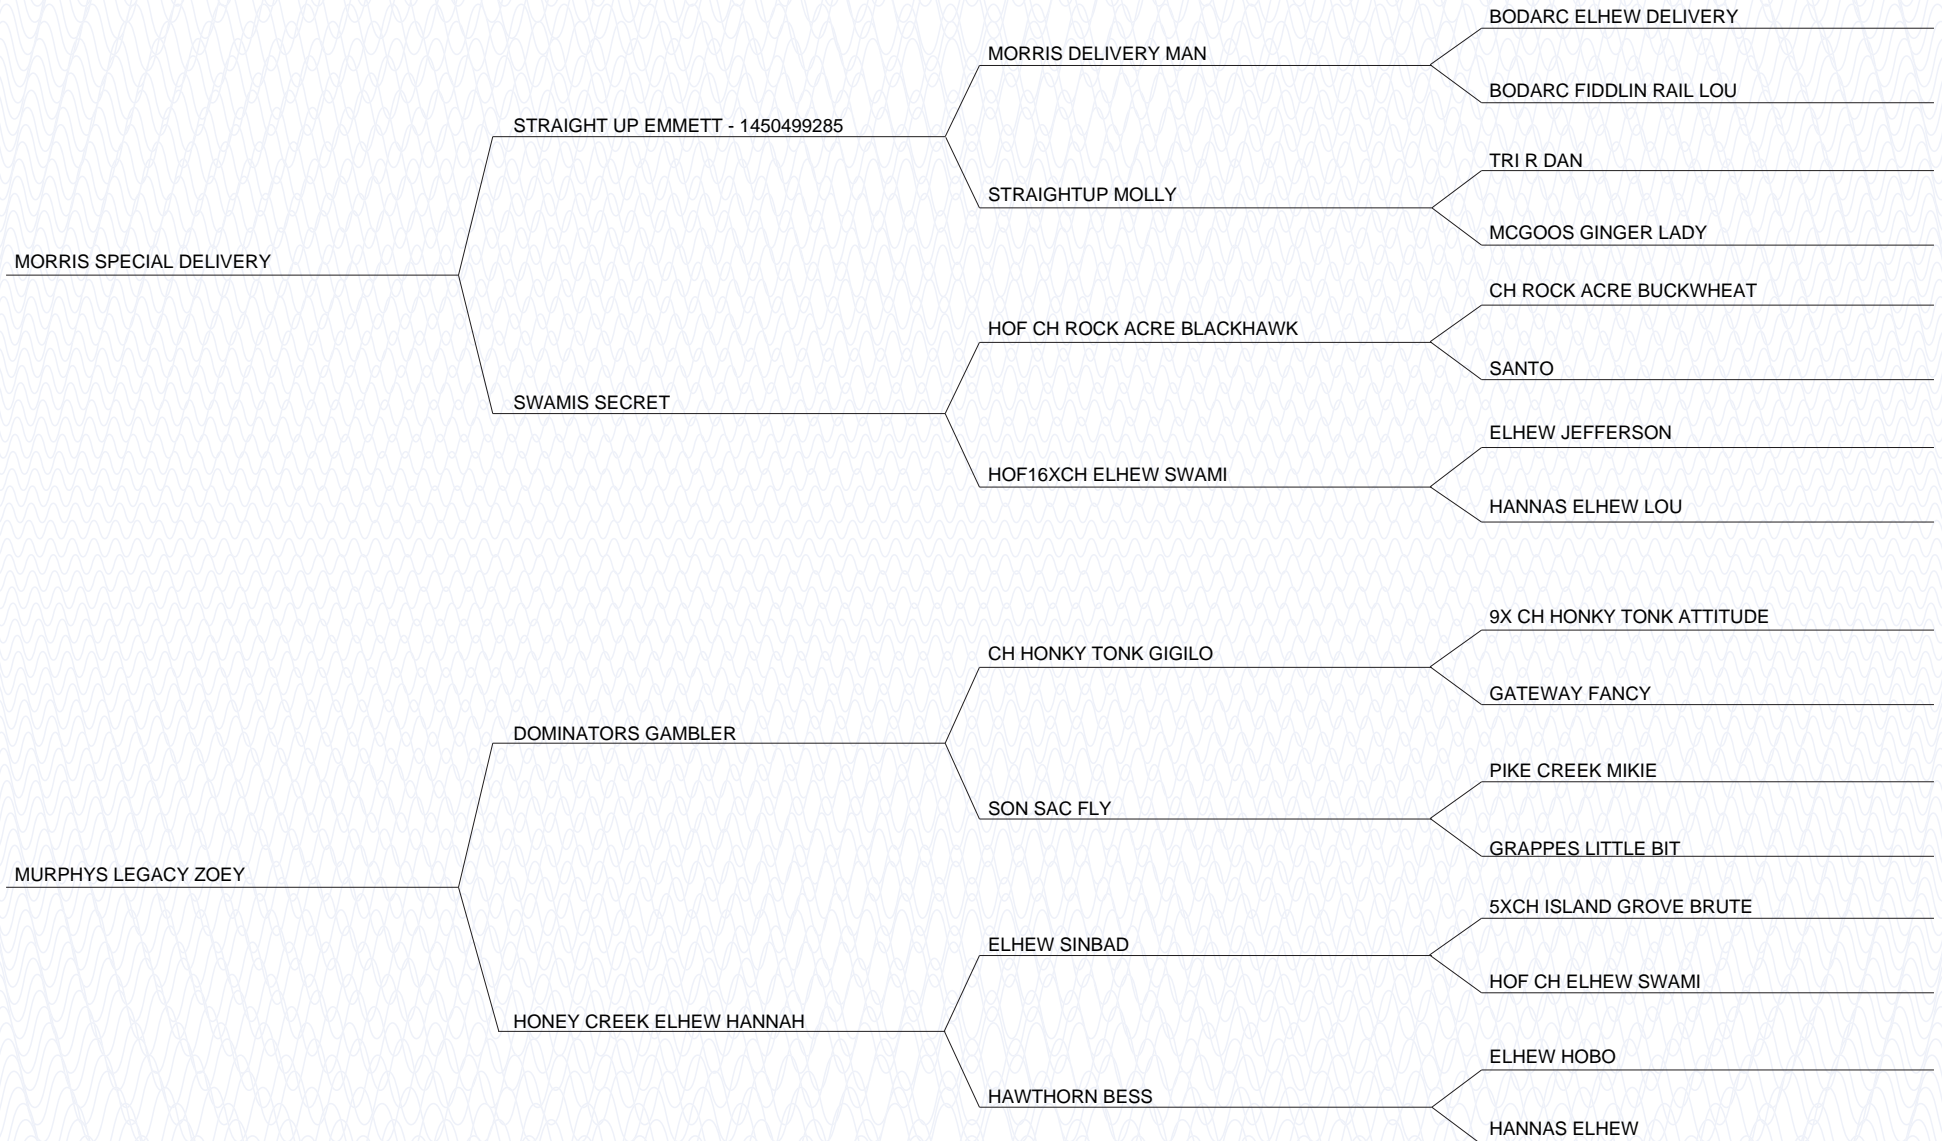 BODARC ELHEW DELIVERY
MORRIS DELIVERY MAN
BODARC FIDDLIN RAIL LOU
STRAIGHT UP EMMETT - 1450499285
TRI R DAN
STRAIGHTUP MOLLY
MCGOOS GINGER LADY
MORRIS SPECIAL DELIVERY
CH ROCK ACRE BUCKWHEAT
HOF CH ROCK ACRE BLACKHAWK
SANTO
SWAMIS SECRET
ELHEW JEFFERSON
HOF16XCH ELHEW SWAMI
HANNAS ELHEW LOU
9X CH HONKY TONK ATTITUDE
CH HONKY TONK GIGILO
GATEWAY FANCY
DOMINATORS GAMBLER
PIKE CREEK MIKIE
SON SAC FLY
GRAPPES LITTLE BIT
MURPHYS LEGACY ZOEY
5XCH ISLAND GROVE BRUTE
ELHEW SINBAD
HOF CH ELHEW SWAMI
HONEY CREEK ELHEW HANNAH
ELHEW HOBO
HAWTHORN BESS
HANNAS ELHEW